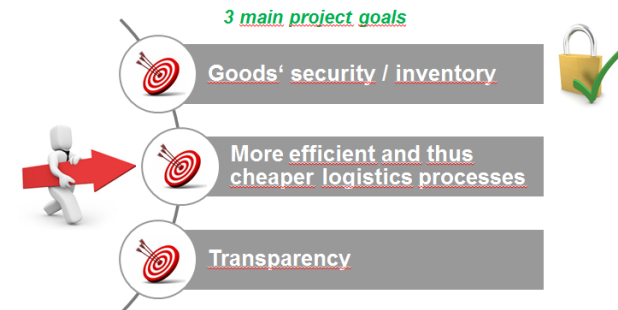 3 main project goals
Goods‘ security / inventory
More efficient and thus
cheaper logistics processes
Transparency